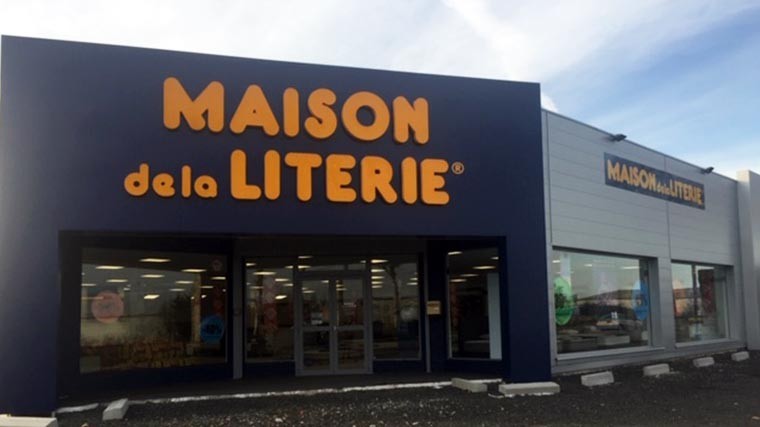 MAISON
de la LITERIE®
MAISON de la LITERIE